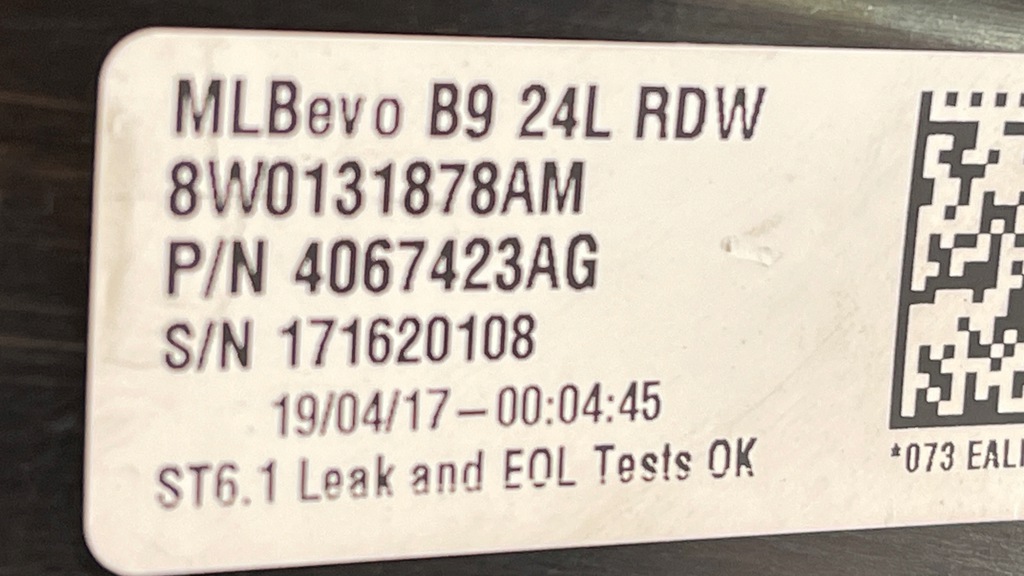 MLBevo B9 24L RDW
8W0131878AM
P/N 4067423AG
S/N 171620108
19/04/17-00:04:45
ST6.1 Leak and EOL Tests OK
*073